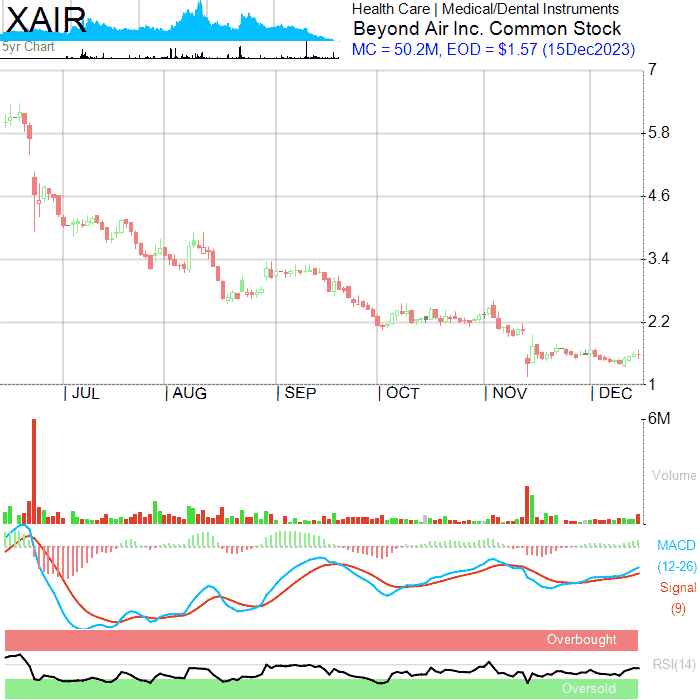 XAIR
5yr Chart
Health Care | Medical/Dental Instruments
Beyond Air Inc. Common Stock
MC = 50.2M, EOD = $1.57 (15Dec2023)
7
5.8
4.6
3.4
2.2
1
JUL AUG SEP OCT NOV DEC
6M
Volume
MACD
(12-26)
Signal
(9)
Overbought
RSI(14)
Oversold